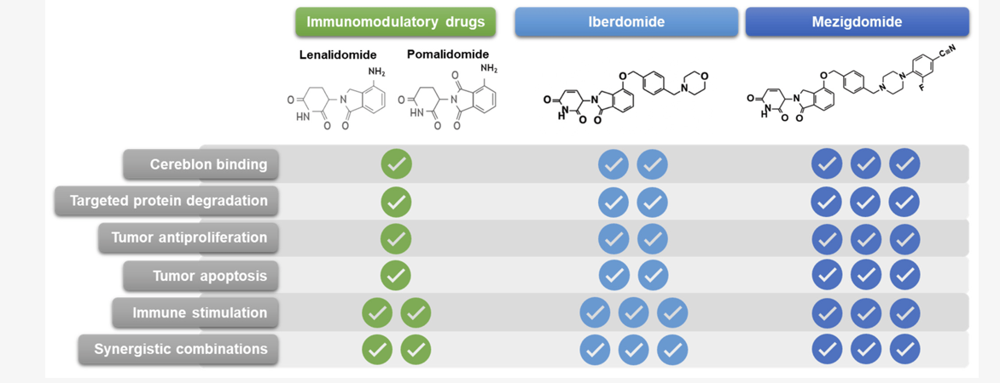 Immunomodulatory drugs
Iberdomide
Mezigdomide
Lenalidomide
Pomalidomide
NH₂
O
N
HN
O
O
NH₂
O
O
N
HN
O
O
O
O
N
O
N
N
H
O
O
C≡N
N
F
O
N
O
N
N
H
O
O
Cereblon binding
Targeted protein degradation
Tumor antiproliferation
Tumor apoptosis
Immune stimulation
Synergistic combinations